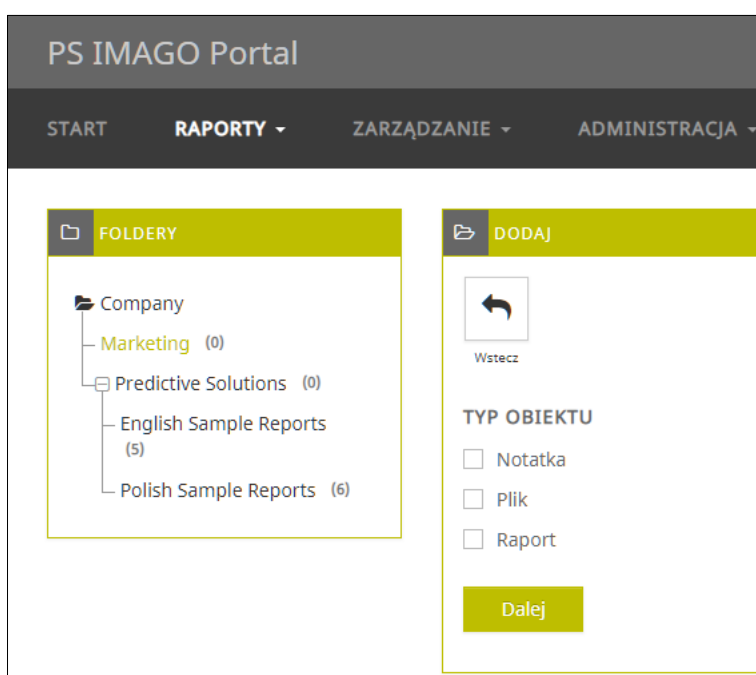 PS IMAGO Portal
START RAPORTY ZARZĄDZANIE ADMINISTRACJA
FOLDERY
Company
Marketing (0)
Predictive Solutions (0)
English Sample Reports
(5)
Polish Sample Reports (6)
DODAJ
Wstecz
TYP OBIEKTU
Notatka
Plik
Raport
Dalej